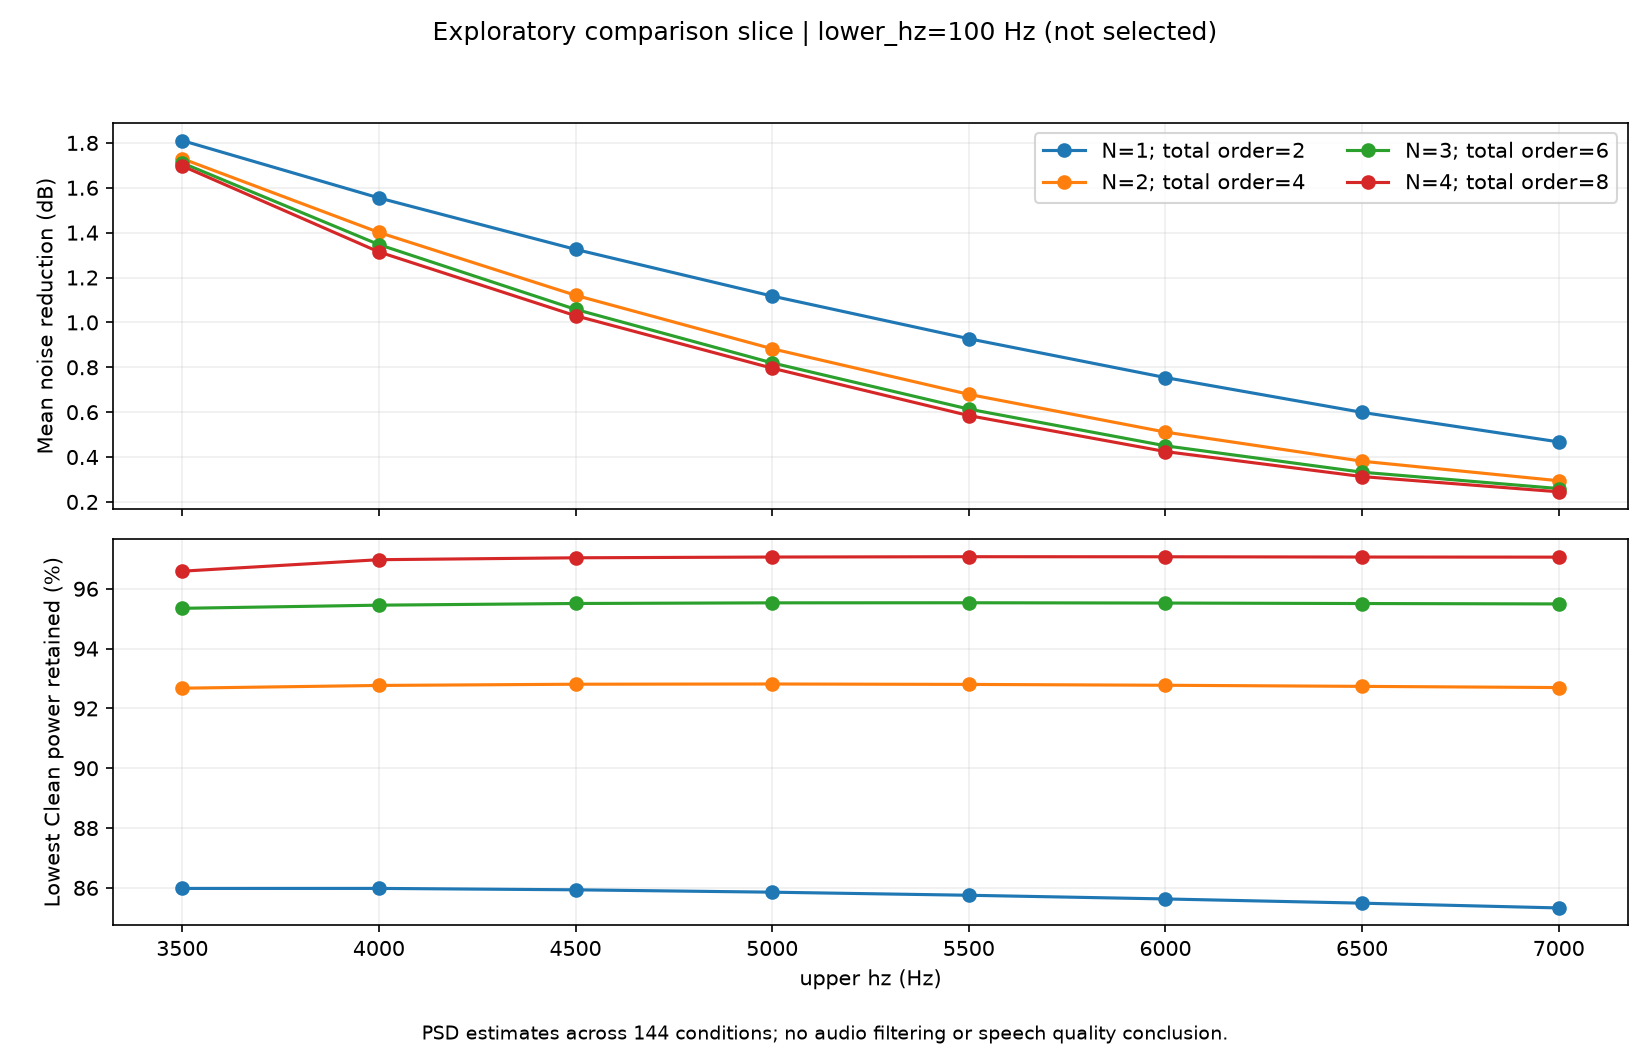 Exploratory comparison slice | lower_hz=100 Hz (not selected)
Mean noise reduction (dB)
1.8
1.6
1.4
1.2
1.0
0.8
0.6
0.4
0.2
N=1; total order=2
N=2; total order=4
N=3; total order=6
N=4; total order=8
Lowest Clean power retained (%)
96
94
92
90
88
86
3500 4000 4500 5000 5500 6000 6500 7000
upper hz (Hz)
PSD estimates across 144 conditions; no audio filtering or speech quality conclusion.